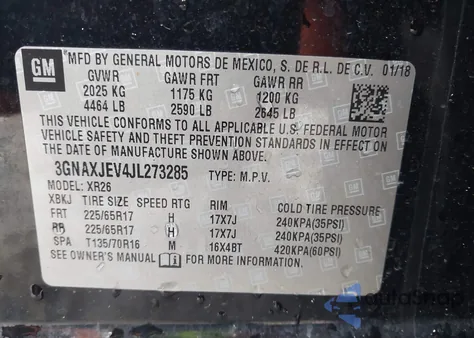 GM
MFD BY GENERAL MOTORS DE MEXICO, S. DE R.L. DE C.V. 01/18
GVWR GAWR FRT GAWR RR
2025 KG 1175 KG 1200 KG
4464 LB 2590 LB 2645 LB
THIS VEHICLE CONFORMS TO ALL APPLICABLE U.S. FEDERAL MOTOR
VEHICLE SAFETY AND THEFT PREVENTION STANDARDS IN EFFECT ON
THE DATE OF MANUFACTURE SHOWN ABOVE.
3GNAXJEV4JL273285 TYPE: M.P.V.
MODEL: XR26
XBKJ TIRE SIZE SPEED RTG RIM COLD TIRE PRESSURE
FRT 225/65R17 H 17X7J 240KPA(35PSI)
RR 225/65R17 H 17X7J 240KPA(35PSI)
SPA T135/70R16 M 16X4BT 420KPA(60PSI)
SEE OWNER'S MANUAL FOR MORE INFORMATION.